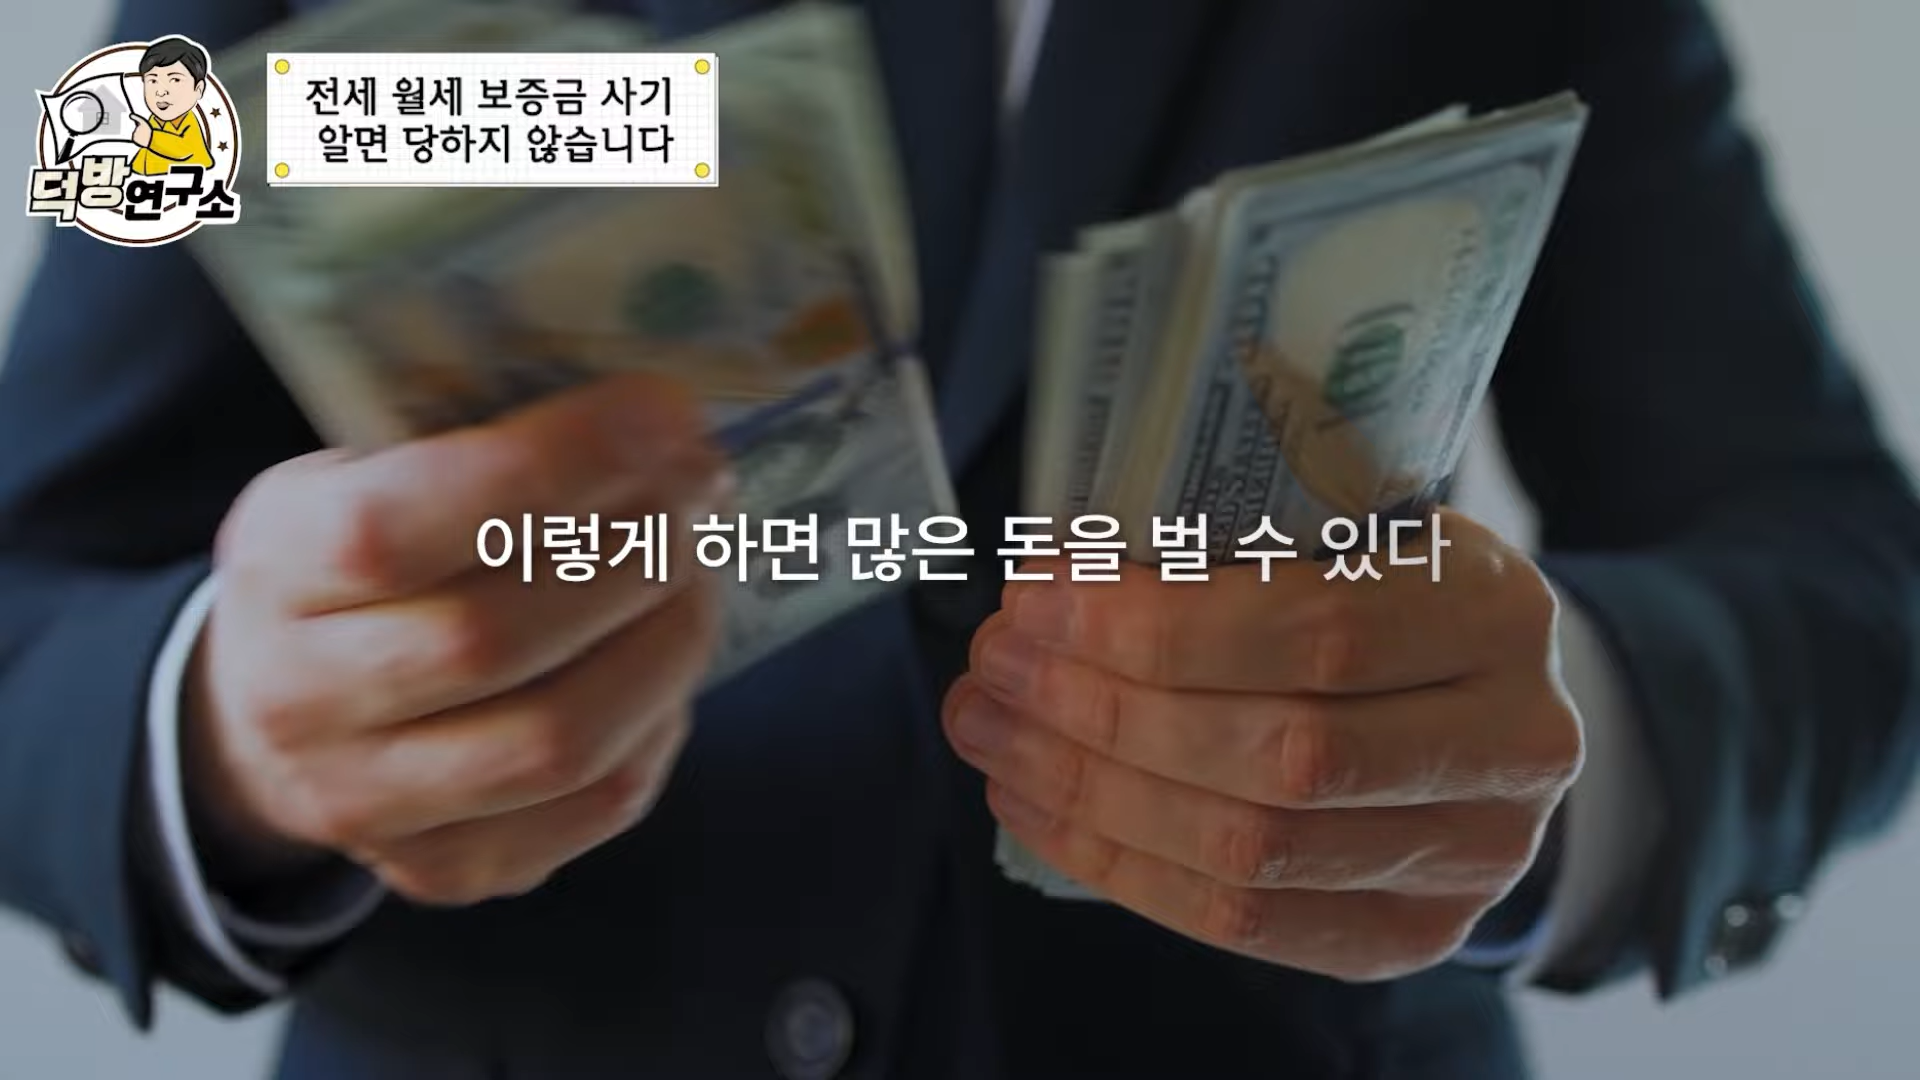 전세 월세 보증금 사기
알면 당하지 않습니다
덕방연구소
이렇게 하면 많은 돈을 벌 수 있다